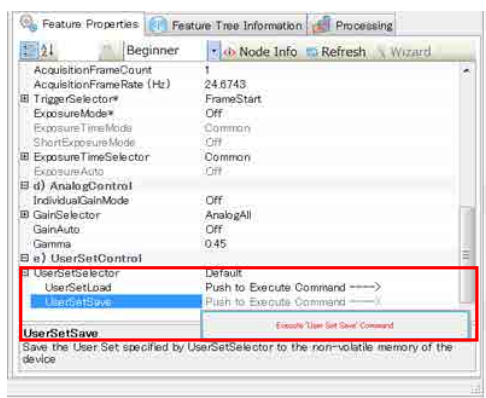 Feature Properties Feature Tree Information Processing
Beginner Node Info Refresh Wizard
AcquisitionFrameCount 1
AcquisitionFrameRate (Hz) 24.6743
TriggerSelector* FrameStart
ExposureMode* Off
ExposureTimeMode Common
ShortExposureMode Off
ExposureTimeSelector Common
ExposureAuto Off
d) AnalogControl
IndividualGainMode Off
GainSelector AnalogAll
GainAuto Off
Gamma 0.45
e) UserSetControl
UserSetSelector Default
UserSetLoad Push to Execute Command ---->
UserSetSave Push to Execute Command ---->
Execute 'User Set Save' Command
UserSetSave
Save the User Set specified by UserSetSelector to the non-volatile memory of the
device